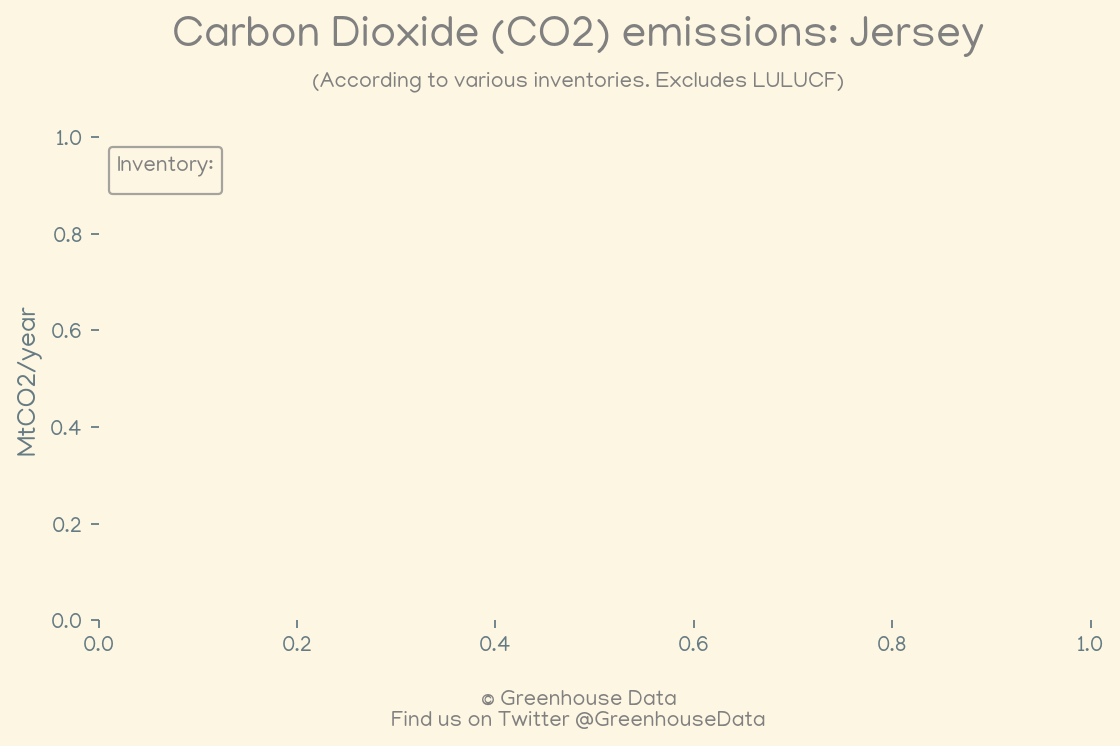 Carbon Dioxide (CO2) emissions: Jersey
(According to various inventories. Excludes LULUCF)
1.0
Inventory:
0.8
0.6
MtCO2/year
0.4
0.2
0.0
0.0 0.2 0.4 0.6 0.8 1.0
© Greenhouse Data
Find us on Twitter @GreenhouseData